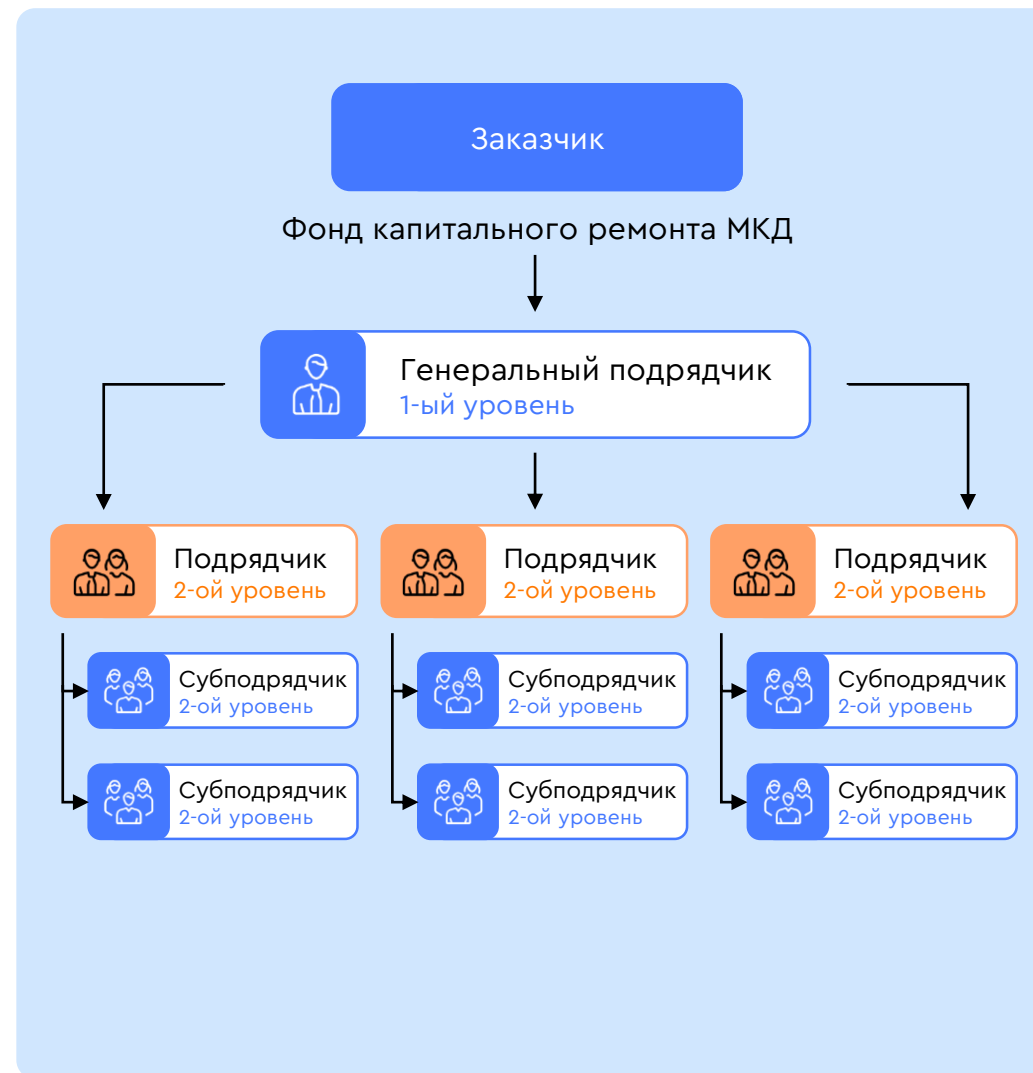 Заказчик
Фонд капитального ремонта МКД
Генеральный подрядчик
1-ый уровень
Подрядчик
2-ой уровень
Подрядчик
2-ой уровень
Подрядчик
2-ой уровень
Субподрядчик
2-ой уровень
Субподрядчик
2-ой уровень
Субподрядчик
2-ой уровень
Субподрядчик
2-ой уровень
Субподрядчик
2-ой уровень
Субподрядчик
2-ой уровень